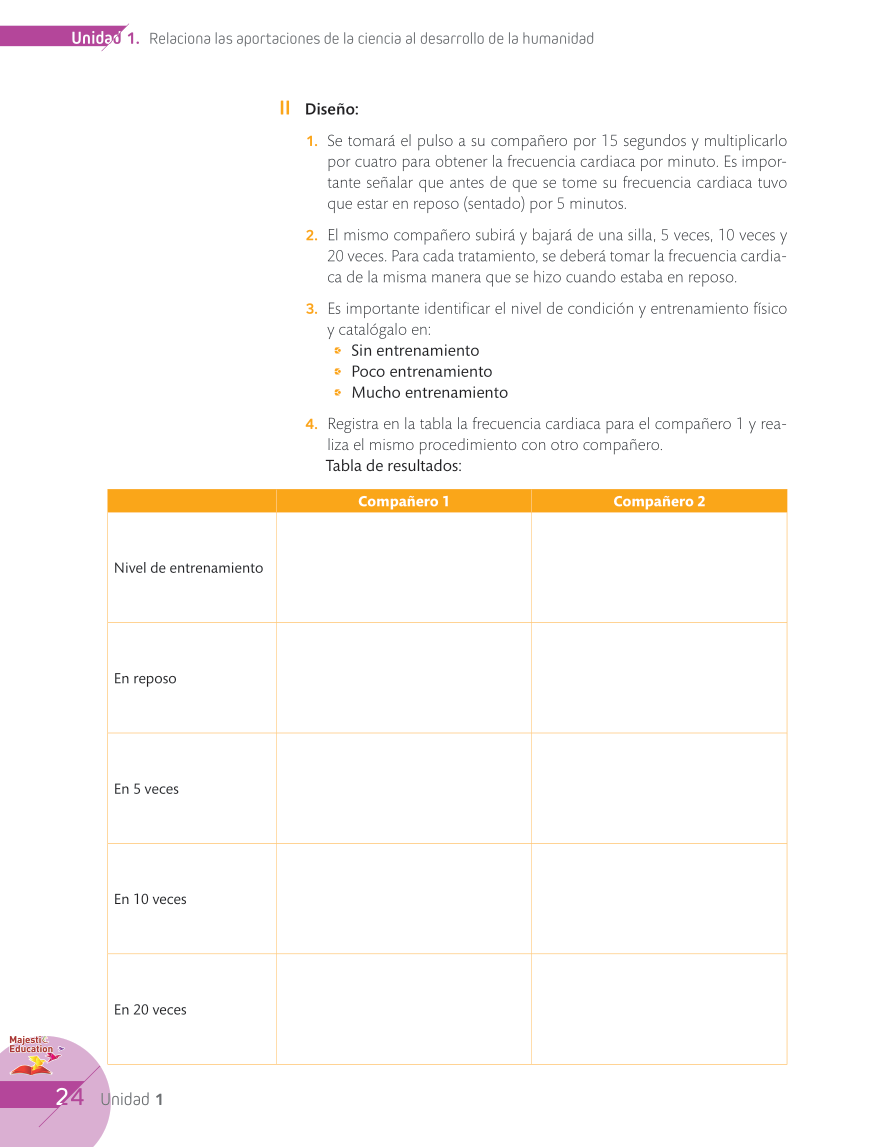 Unidad 1. Relaciona las aportaciones de la ciencia al desarrollo de la humanidad
II Diseño:
1. Se tomará el pulso a su compañero por 15 segundos y multiplicarlo
por cuatro para obtener la frecuencia cardiaca por minuto. Es impor-
tante señalar que antes de que se tome su frecuencia cardiaca tuvo
que estar en reposo (sentado) por 5 minutos.
2. El mismo compañero subirá y bajará de una silla, 5 veces, 10 veces y
20 veces. Para cada tratamiento, se deberá tomar la frecuencia cardia-
ca de la misma manera que se hizo cuando estaba en reposo.
3. Es importante identificar el nivel de condición y entrenamiento físico
y catalógalo en:
Sin entrenamiento
Poco entrenamiento
Mucho entrenamiento
4. Registra en la tabla la frecuencia cardiaca para el compañero 1 y rea-
liza el mismo procedimiento con otro compañero.
Tabla de resultados:
Compañero 1 Compañero 2
Nivel de entrenamiento
En reposo
En 5 veces
En 10 veces
En 20 veces
Majestic
Education
24 Unidad 1